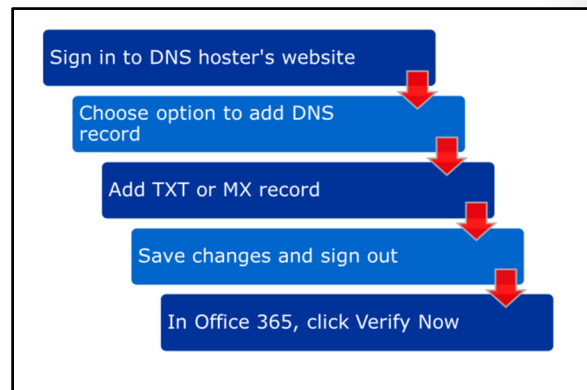 Sign in to DNS hoster's website
Choose option to add DNS
record
Add TXT or MX record
Save changes and sign out
In Office 365, click Verify Now